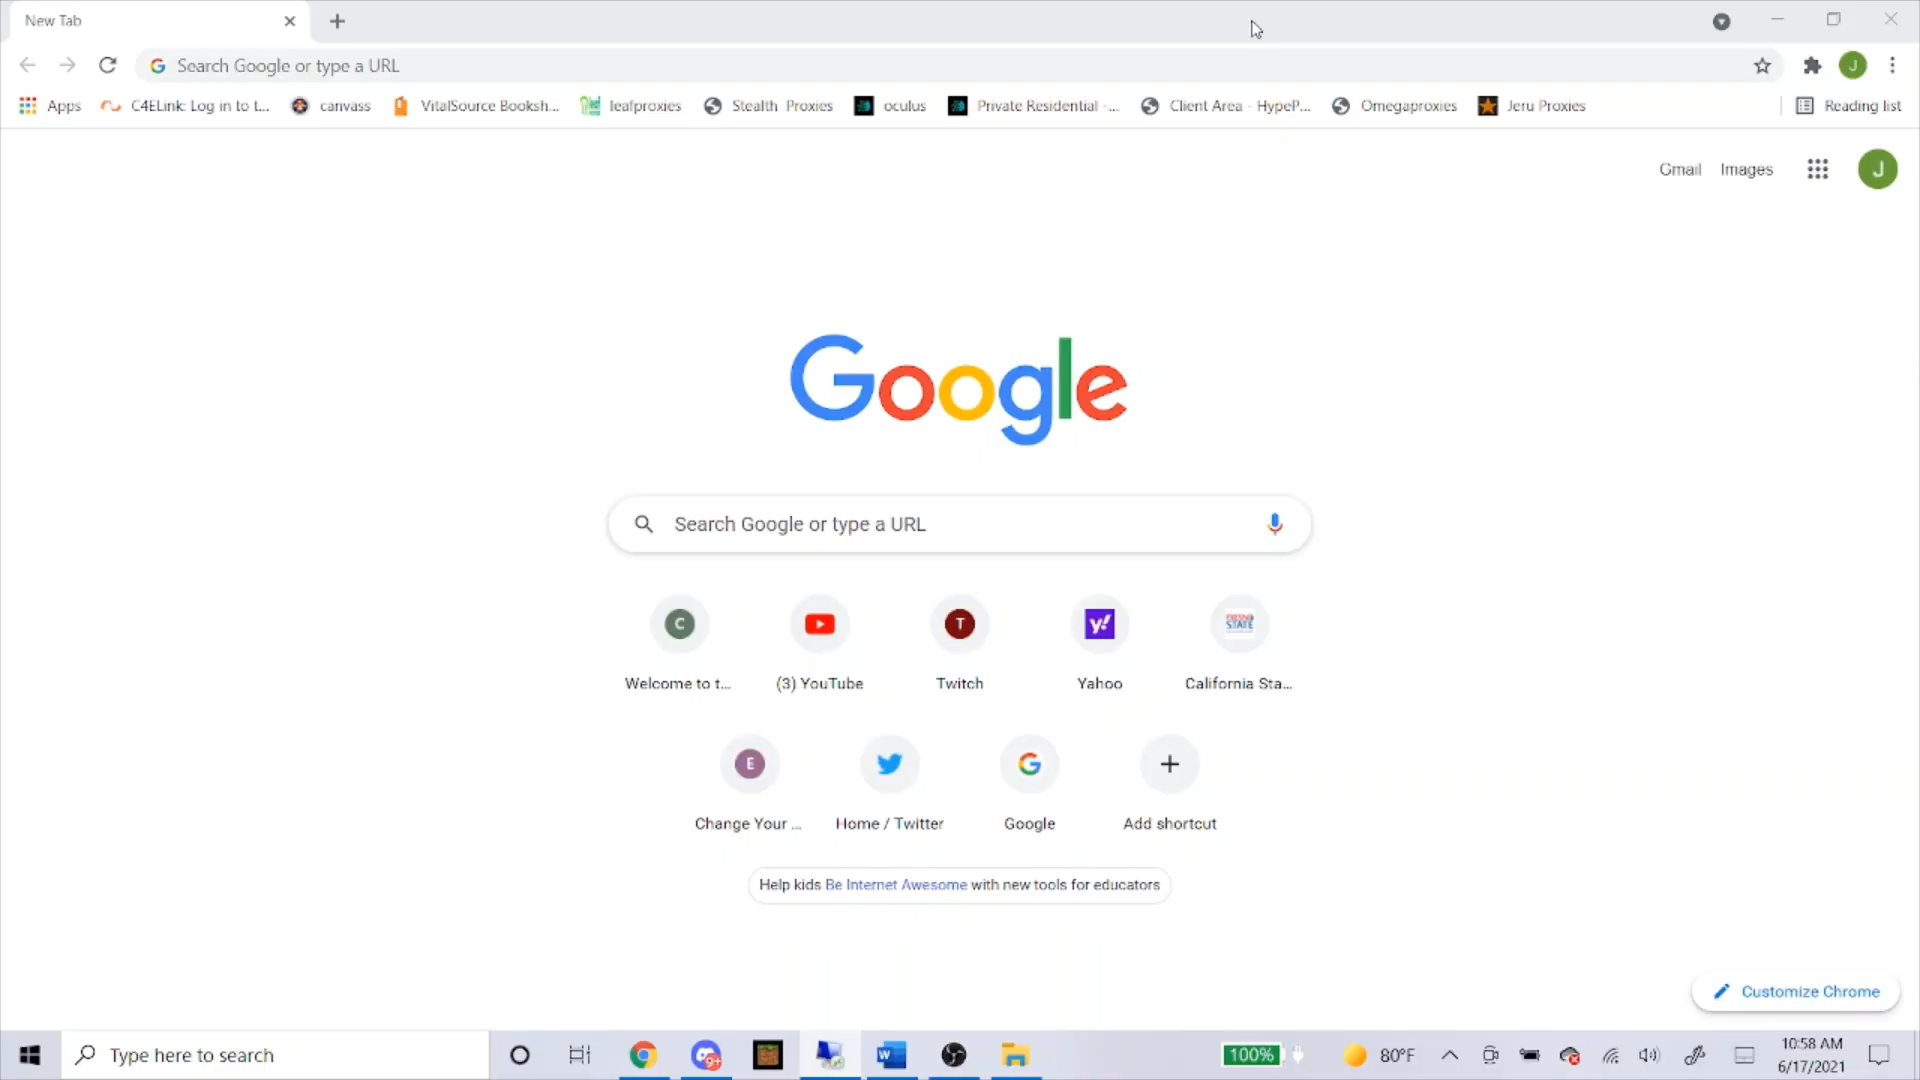 New Tab
Search Google or type a URL
Apps C4ELink: Log in to t... canvass VitalSource Booksh... leafproxies Stealth Proxies oculus Private Residential -... Client Area - HypeP... Omegaproxies Jeru Proxies Reading list
J
Gmail Images J
Google
Search Google or type a URL
C T y! FRESNO STATE
Welcome to t... (3) YouTube Twitch Yahoo California Sta...
E
Change Your ... Home / Twitter Google Add shortcut
Help kids Be Internet Awesome with new tools for educators
Customize Chrome
Type here to search 9+ W 100% 80°F 10:58 AM
6/17/2021